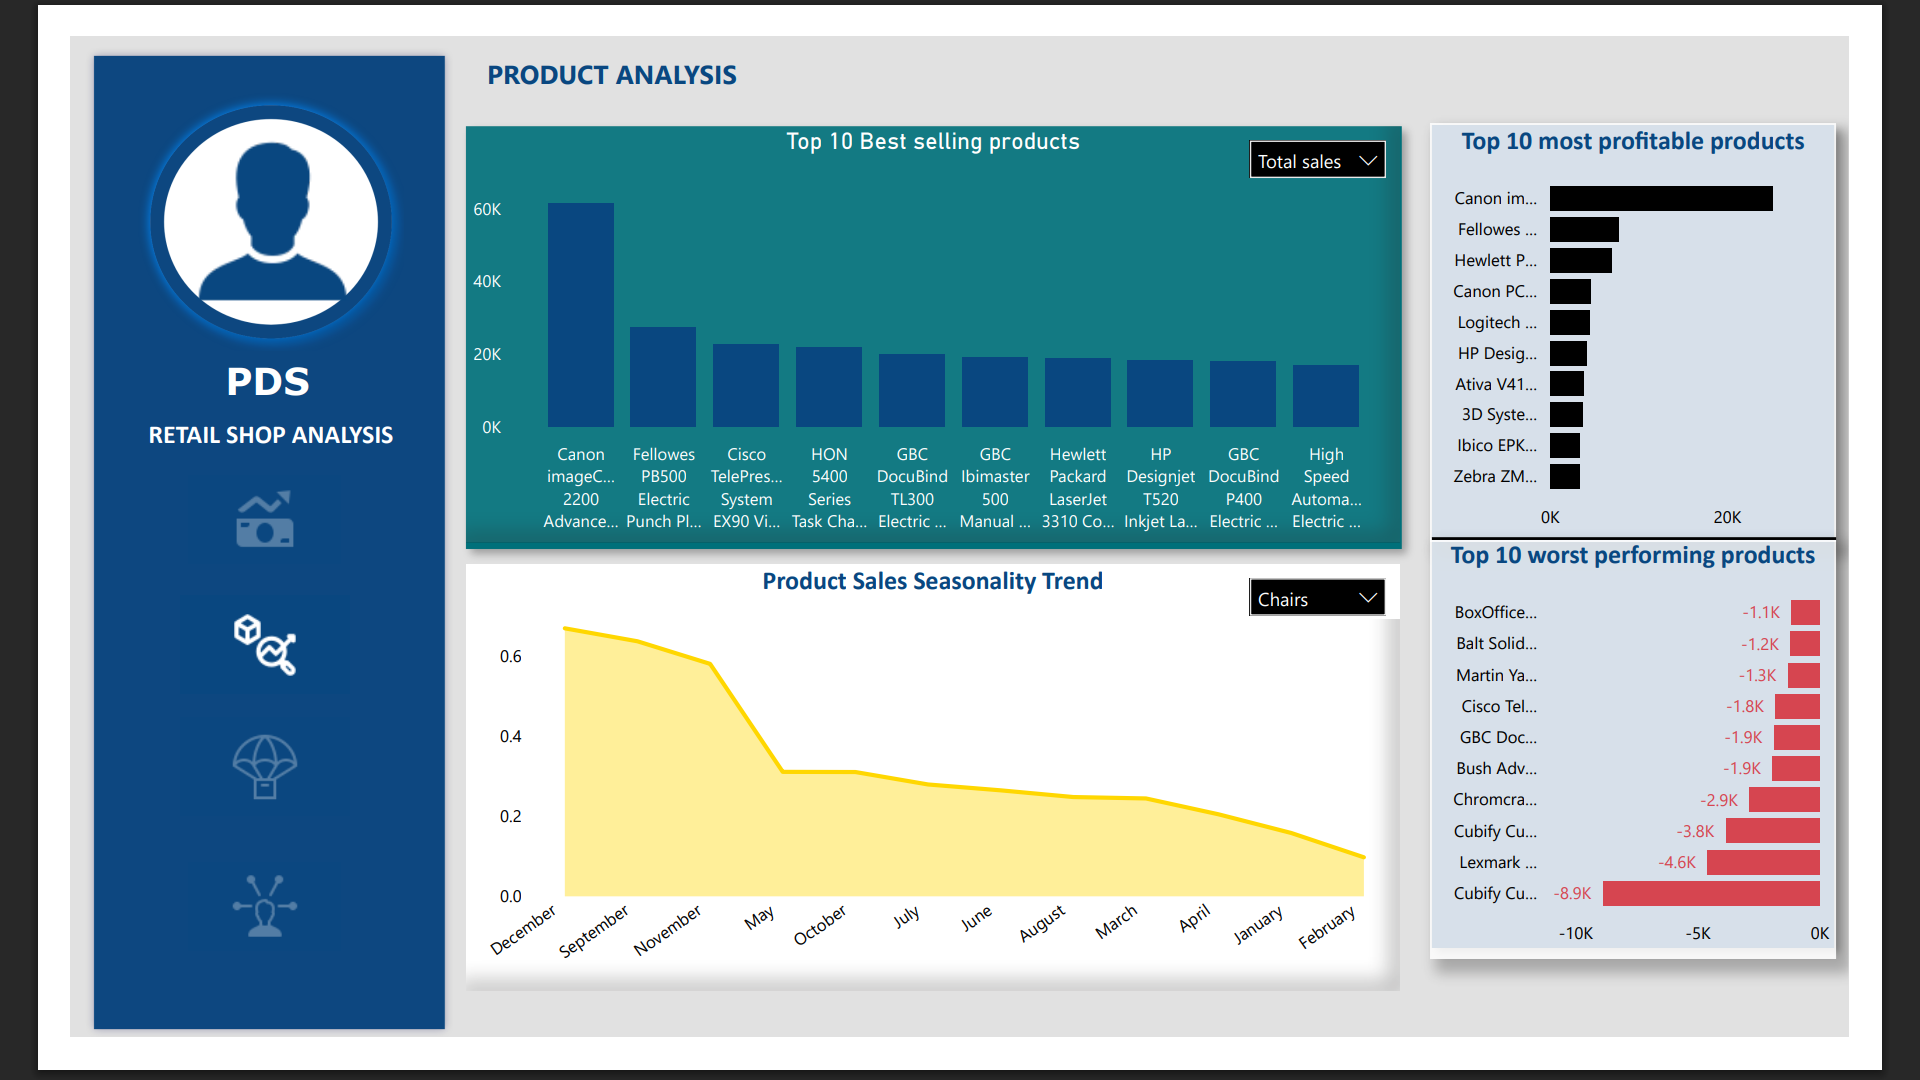 PDS
RETAIL SHOP ANALYSIS
PRODUCT ANALYSIS
Top 10 Best selling products
Total sales
60K
40K
20K
0K
Canon imageC... 2200 Advance...
Fellowes PB500 Electric Punch Pl...
Cisco TelePres... System EX90 Vi...
HON 5400 Series Task Cha...
GBC DocuBind TL300 Electric ...
GBC Ibimaster 500 Manual ...
Hewlett Packard LaserJet 3310 Co...
HP Designjet T520 Inkjet La...
GBC DocuBind P400 Electric ...
High Speed Automa... Electric ...
Product Sales Seasonality Trend
Chairs
0.6
0.4
0.2
0.0
December September November May October July June August March April January February
Top 10 most profitable products
Canon im...
Fellowes ...
Hewlett P...
Canon PC...
Logitech ...
HP Desig...
Ativa V41...
3D Syste...
Ibico EPK...
Zebra ZM...
0K 20K
Top 10 worst performing products
BoxOffice... -1.1K
Balt Solid... -1.2K
Martin Ya... -1.3K
Cisco Tel... -1.8K
GBC Doc... -1.9K
Bush Adv... -1.9K
Chromcra... -2.9K
Cubify Cu... -3.8K
Lexmark ... -4.6K
Cubify Cu... -8.9K
-10K -5K 0K